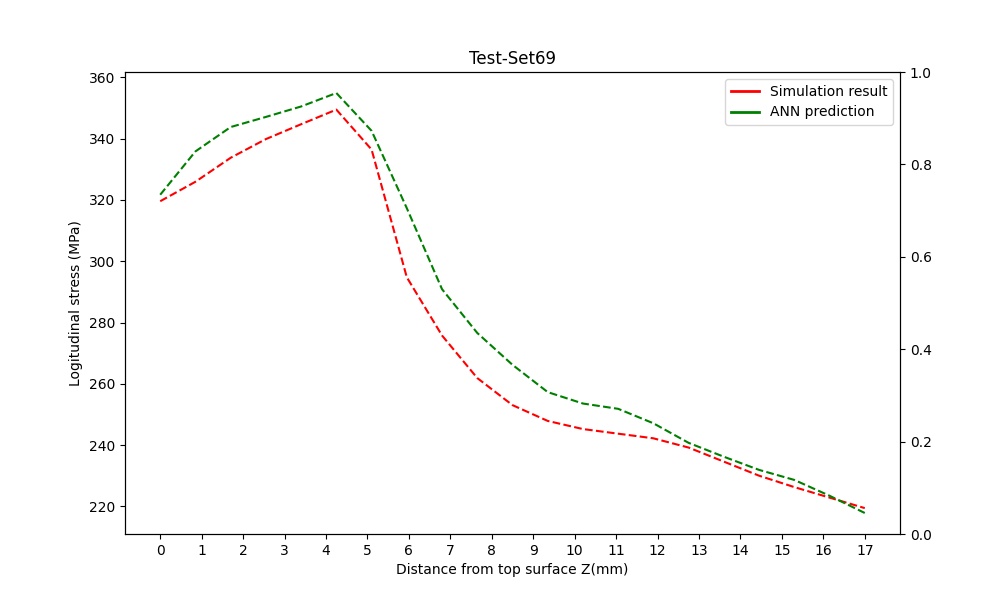 Test-Set69
Simulation result
ANN prediction
Logitudinal stress (MPa)
360
340
320
300
280
260
240
220
1.0
0.8
0.6
0.4
0.2
0.0
0 1 2 3 4 5 6 7 8 9 10 11 12 13 14 15 16 17
Distance from top surface Z(mm)